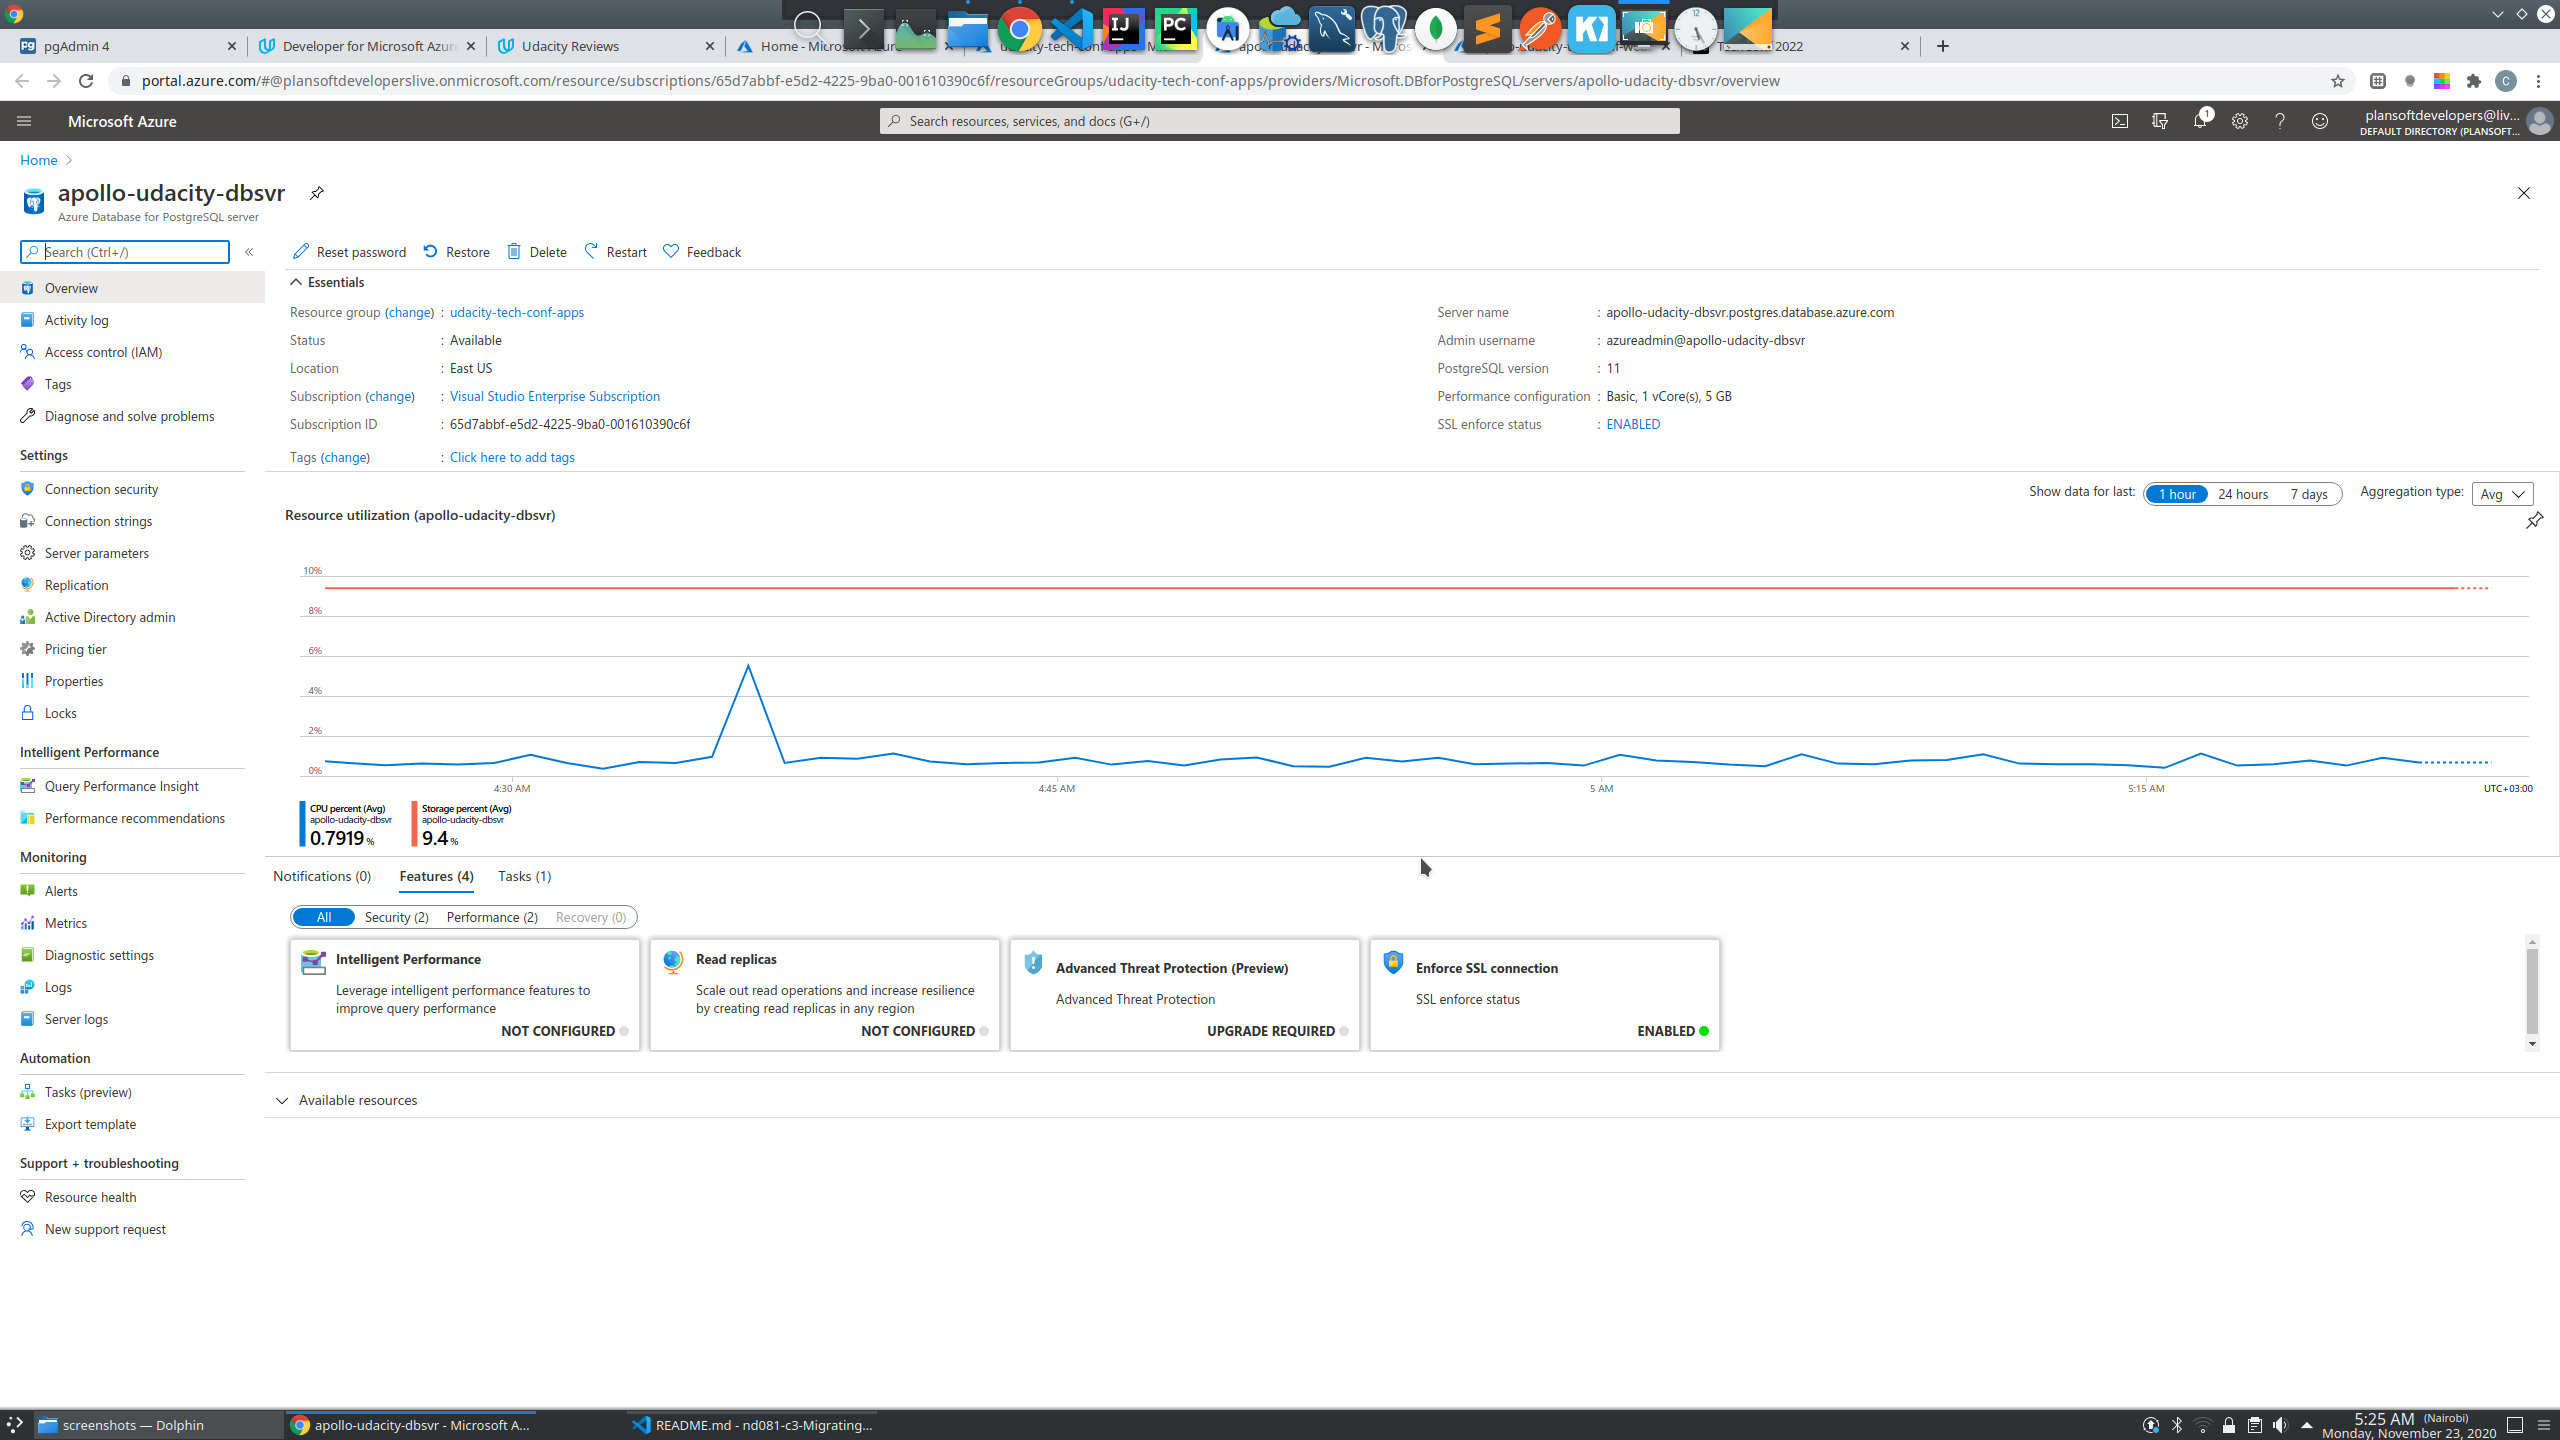 pgAdmin 4
Developer for Microsoft Azure
Udacity Reviews
Home - Microsoft Azure
TechConf 2022
portal.azure.com/#@plansoftdeveloperslive.onmicrosoft.com/resource/subscriptions/65d7abbf-e5d2-4225-9ba0-001610390c6f/resourceGroups/udacity-tech-conf-apps/providers/Microsoft.DBforPostgreSQL/servers/apollo-udacity-dbsvr/overview
C
Microsoft Azure
Search resources, services, and docs (G+/)
1
plansoftdevelopers@liv...
DEFAULT DIRECTORY (PLANSOFT...
Home
apollo-udacity-dbsvr
Azure Database for PostgreSQL server
Search (Ctrl+/)
Overview
Activity log
Access control (IAM)
Tags
Diagnose and solve problems
Settings
Connection security
Connection strings
Server parameters
Replication
Active Directory admin
Pricing tier
Properties
Locks
Intelligent Performance
Query Performance Insight
Performance recommendations
Monitoring
Alerts
Metrics
Diagnostic settings
Logs
Server logs
Automation
Tasks (preview)
Export template
Support + troubleshooting
Resource health
New support request
Reset password
Restore
Delete
Restart
Feedback
Essentials
Resource group (change) : udacity-tech-conf-apps
Status : Available
Location : East US
Subscription (change) : Visual Studio Enterprise Subscription
Subscription ID : 65d7abbf-e5d2-4225-9ba0-001610390c6f
Tags (change) : Click here to add tags
Server name : apollo-udacity-dbsvr.postgres.database.azure.com
Admin username : azureadmin@apollo-udacity-dbsvr
PostgreSQL version : 11
Performance configuration : Basic, 1 vCore(s), 5 GB
SSL enforce status : ENABLED
Show data for last: 1 hour 24 hours 7 days Aggregation type: Avg
Resource utilization (apollo-udacity-dbsvr)
10%
8%
6%
4%
2%
0%
4:30 AM 4:45 AM 5 AM 5:15 AM UTC+03:00
CPU percent (Avg)
apollo-udacity-dbsvr
0.7919 %
Storage percent (Avg)
apollo-udacity-dbsvr
9.4 %
Notifications (0) Features (4) Tasks (1)
All Security (2) Performance (2) Recovery (0)
Intelligent Performance
Leverage intelligent performance features to
improve query performance
NOT CONFIGURED
Read replicas
Scale out read operations and increase resilience
by creating read replicas in any region
NOT CONFIGURED
Advanced Threat Protection (Preview)
Advanced Threat Protection
UPGRADE REQUIRED
Enforce SSL connection
SSL enforce status
ENABLED
Available resources
screenshots — Dolphin
apollo-udacity-dbsvr - Microsoft A...
README.md - nd081-c3-Migrating...
5:25 AM (Nairobi)
Monday, November 23, 2020